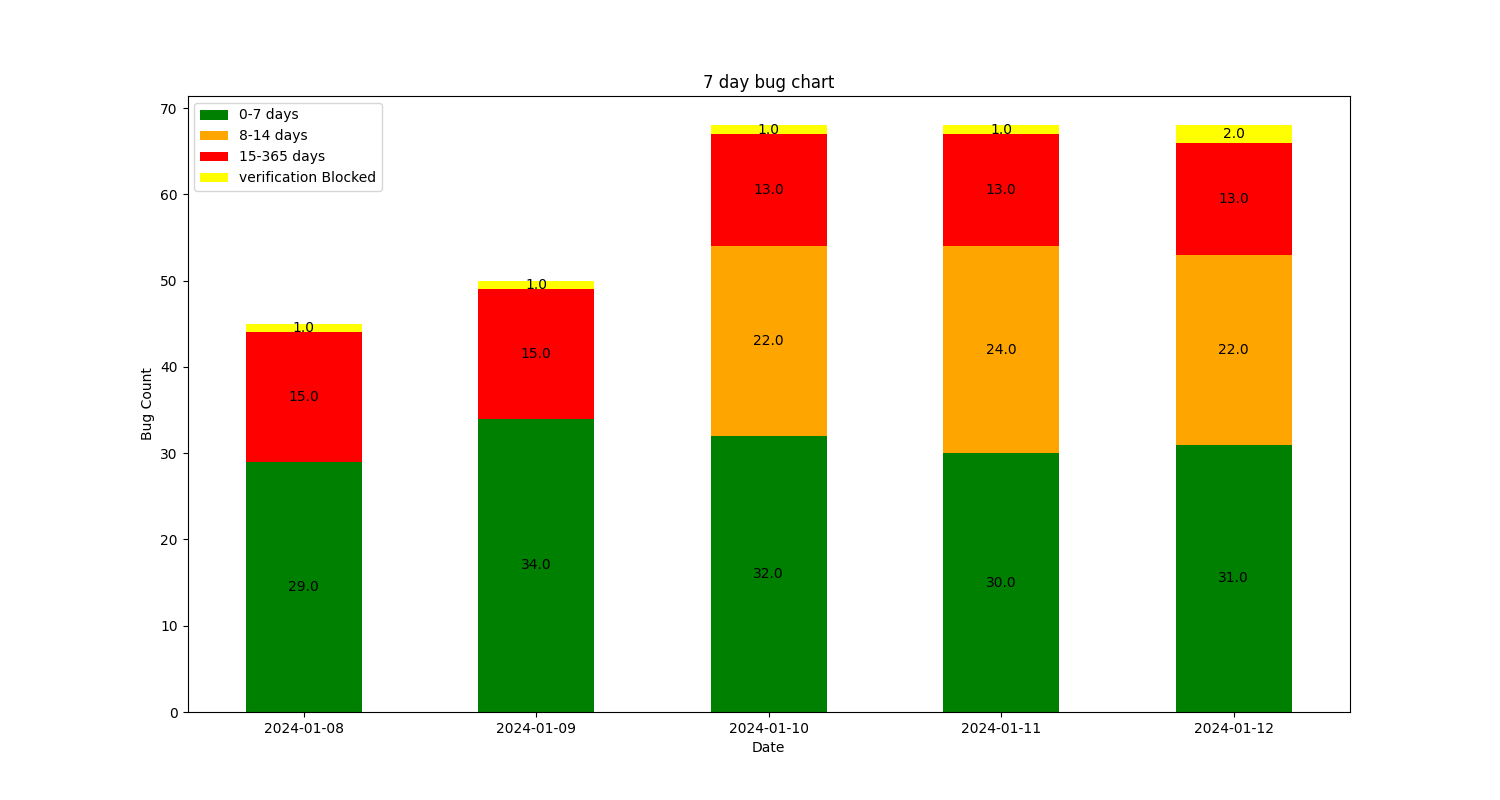 7 day bug chart
70
60
50
40
30
20
10
0
Bug Count
0-7 days
8-14 days
15-365 days
verification Blocked
1.0 1.0 2.0
13.0 13.0 13.0
1.0
22.0 24.0 22.0
1.0
15.0
15.0
34.0 32.0 30.0 31.0
29.0
2024-01-08 2024-01-09 2024-01-10 2024-01-11 2024-01-12
Date